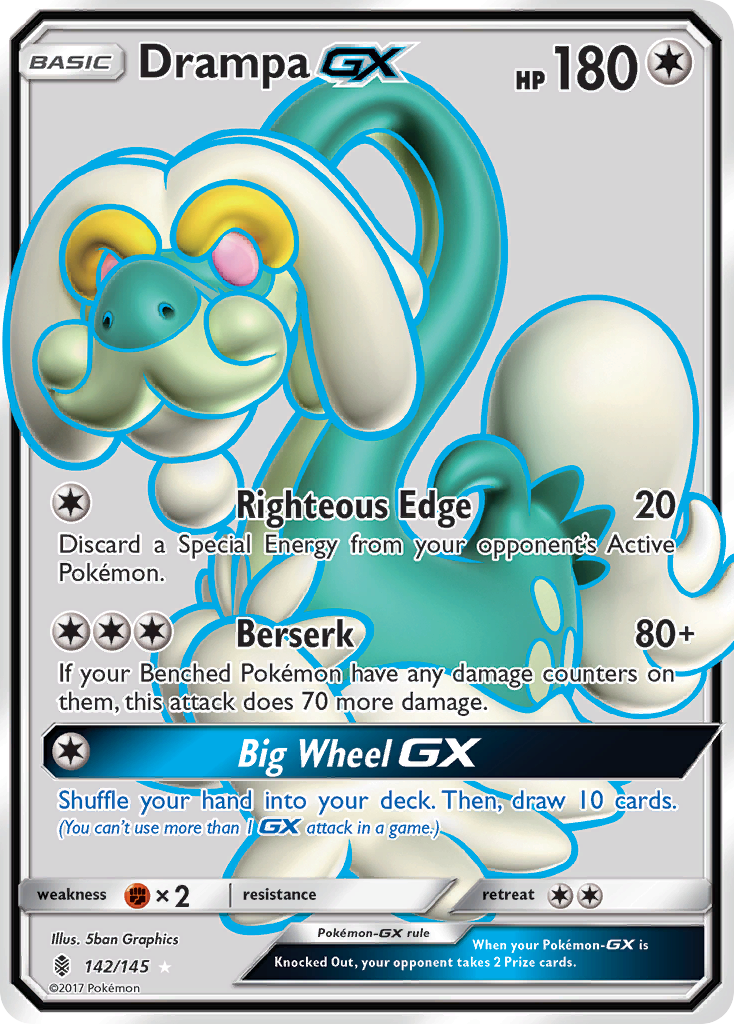 BASIC Drampa GX HP 180
Righteous Edge 20
Discard a Special Energy from your opponent's Active
Pokémon.
Berserk 80+
If your Benched Pokémon have any damage counters on
them, this attack does 70 more damage.
Big Wheel GX
Shuffle your hand into your deck. Then, draw 10 cards.
(You can't use more than 1 GX attack in a game.)
weakness ×2 resistance retreat
Illus. 5ban Graphics
Pokémon-GX rule
When your Pokémon-GX is
Knocked Out, your opponent takes 2 Prize cards.
142/145
©2017 Pokémon